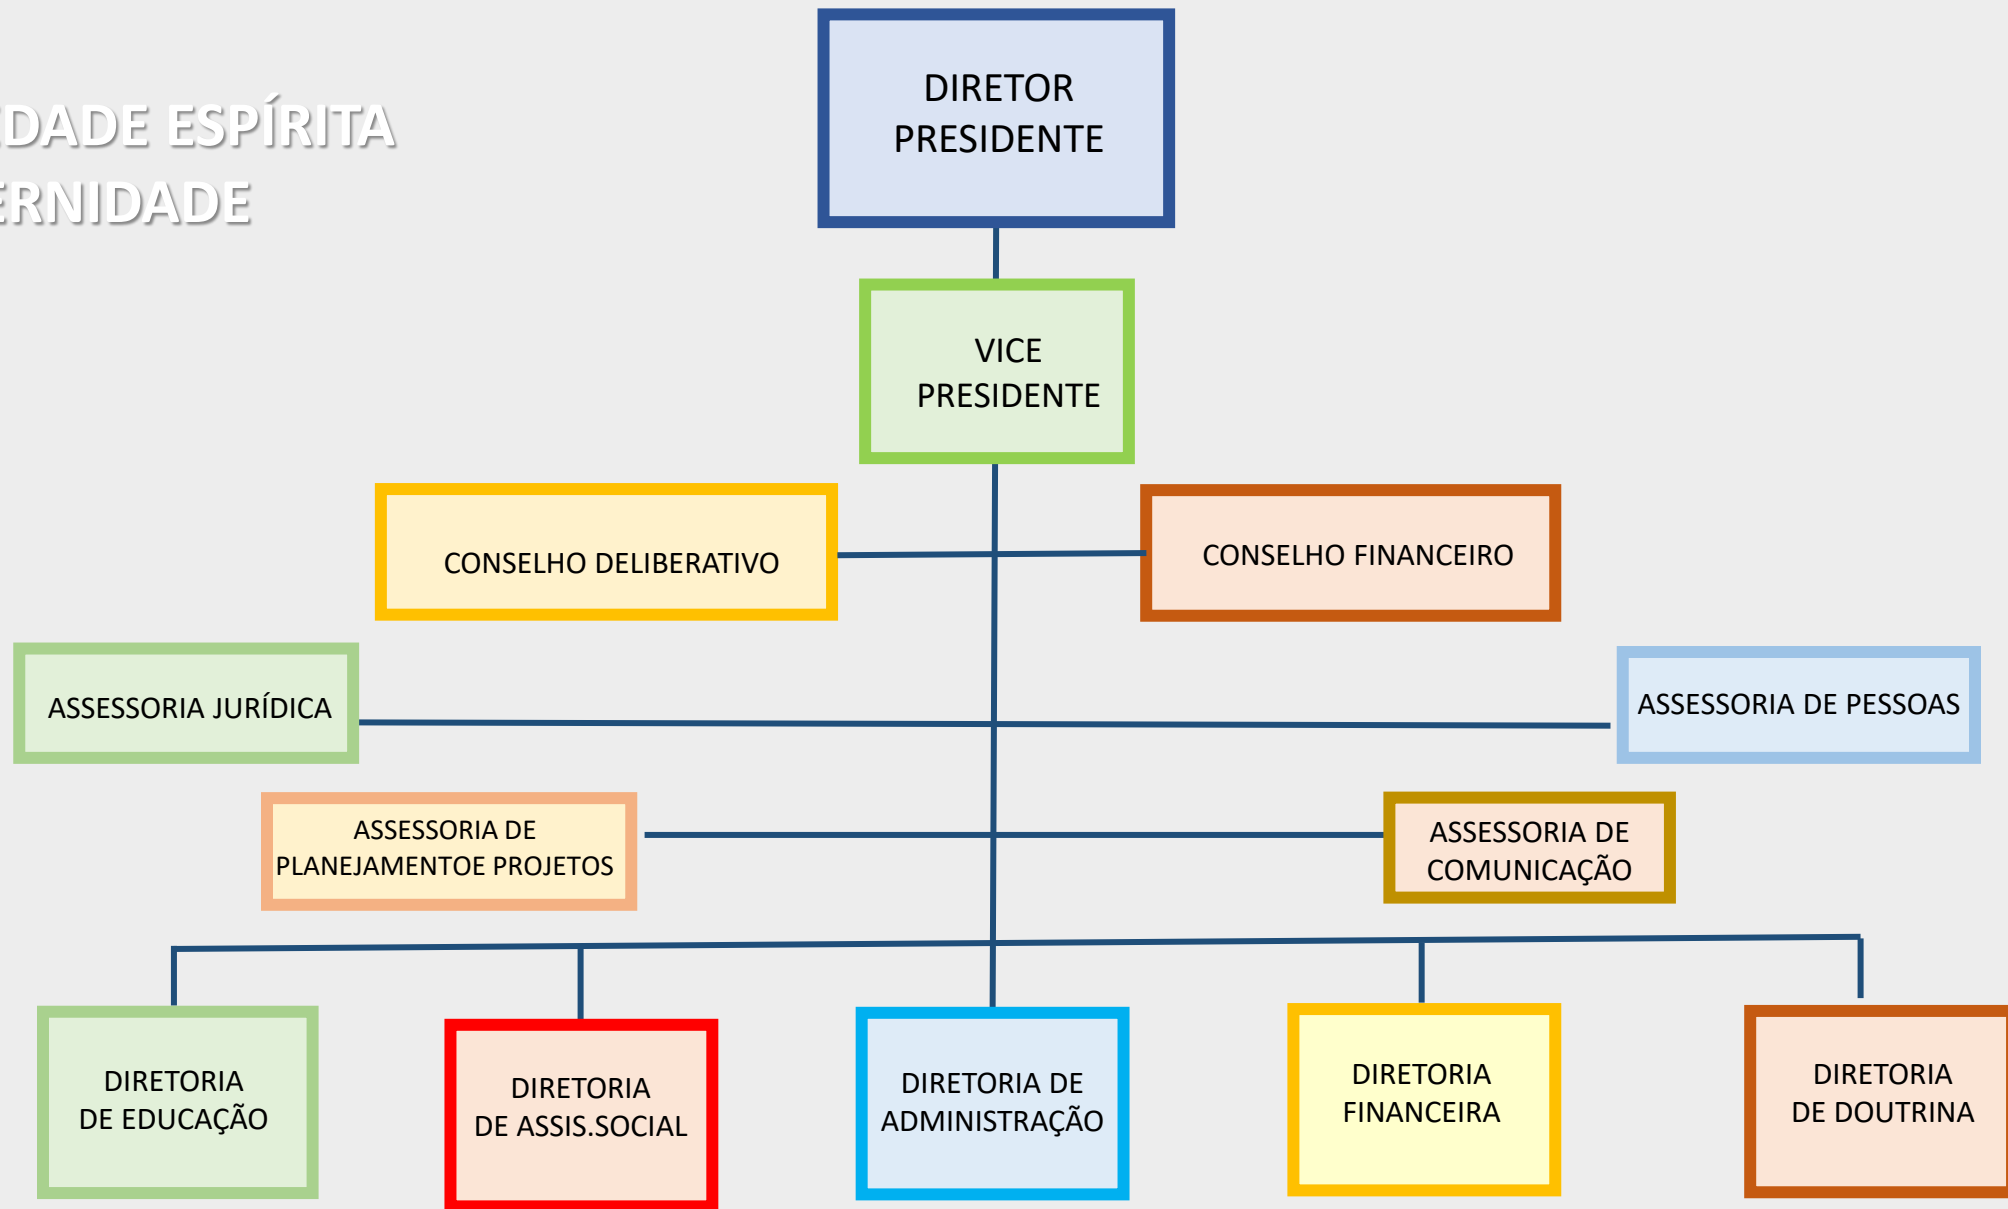 DIRETOR
PRESIDENTE
EDADE ESPÍRITA
ERNIDADE
VICE
PRESIDENTE
CONSELHO DELIBERATIVO
CONSELHO FINANCEIRO
ASSESSORIA JURÍDICA
ASSESSORIA DE PESSOAS
ASSESSORIA DE
PLANEJAMENTOE PROJETOS
ASSESSORIA DE
COMUNICAÇÃO
DIRETORIA
DE EDUCAÇÃO
DIRETORIA
DE ASSIS.SOCIAL
DIRETORIA DE
ADMINISTRAÇÃO
DIRETORIA
FINANCEIRA
DIRETORIA
DE DOUTRINA